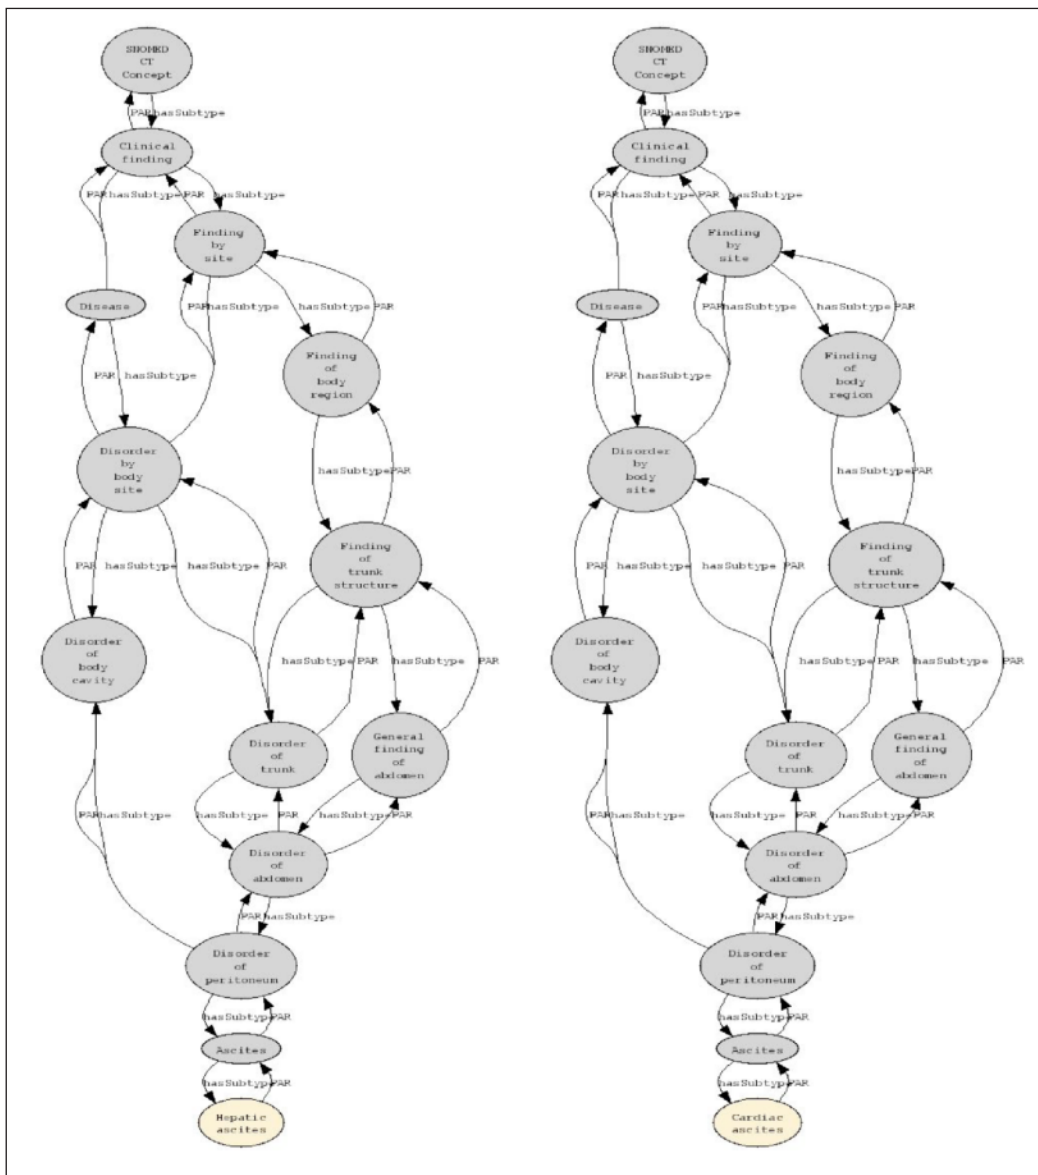 SNOMED
CT
Concept
PAR hasSubtype
Clinical
finding
PAR hasSubtype PAR hasSubtype
Finding
by
site
Disease
PAR hasSubtype hasSubtype PAR
Finding
of
body
region
PAR hasSubtype
Disorder
by
body
site
hasSubtype PAR
Finding
of
trunk
structure
PAR hasSubtype hasSubtype PAR
Disorder
of
body
cavity
hasSubtype PAR hasSubtype PAR
Disorder
of
trunk
General
finding
of
abdomen
PAR hasSubtype hasSubtype PAR hasSubtype PAR
Disorder
of
abdomen
PAR hasSubtype
Disorder
of
peritoneum
hasSubtype PAR
Ascites
hasSubtype PAR
Hepatic
ascites
SNOMED
CT
Concept
PAR hasSubtype
Clinical
finding
PAR hasSubtype PAR hasSubtype
Finding
by
site
Disease
PAR hasSubtype hasSubtype PAR
Finding
of
body
region
PAR hasSubtype
Disorder
by
body
site
hasSubtype PAR
Finding
of
trunk
structure
PAR hasSubtype hasSubtype PAR
Disorder
of
body
cavity
hasSubtype PAR hasSubtype PAR
Disorder
of
trunk
General
finding
of
abdomen
PAR hasSubtype hasSubtype PAR hasSubtype PAR
Disorder
of
abdomen
PAR hasSubtype
Disorder
of
peritoneum
hasSubtype PAR
Ascites
hasSubtype PAR
Cardiac
ascites